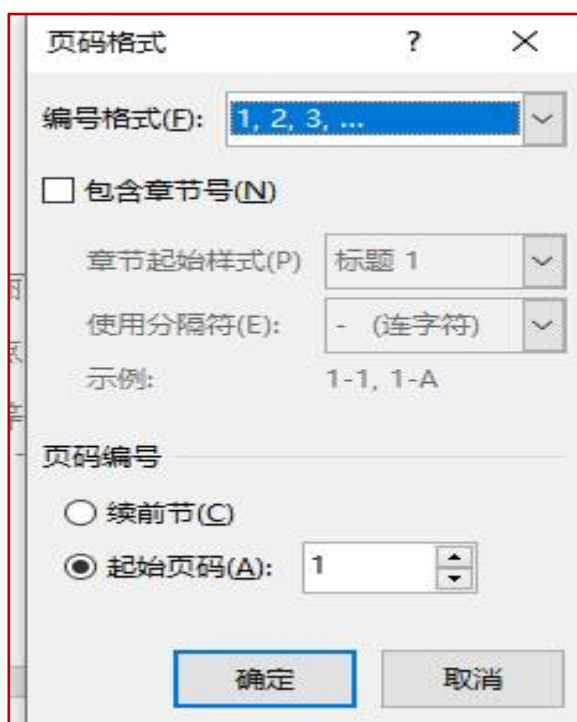 页码格式 ?
编号格式(F): 1, 2, 3, ...
包含章节号(N)
章节起始样式(P) 标题 1
使用分隔符(E): - (连字符)
示例: 1-1, 1-A
页码编号
续前节(C)
起始页码(A): 1
确定 取消